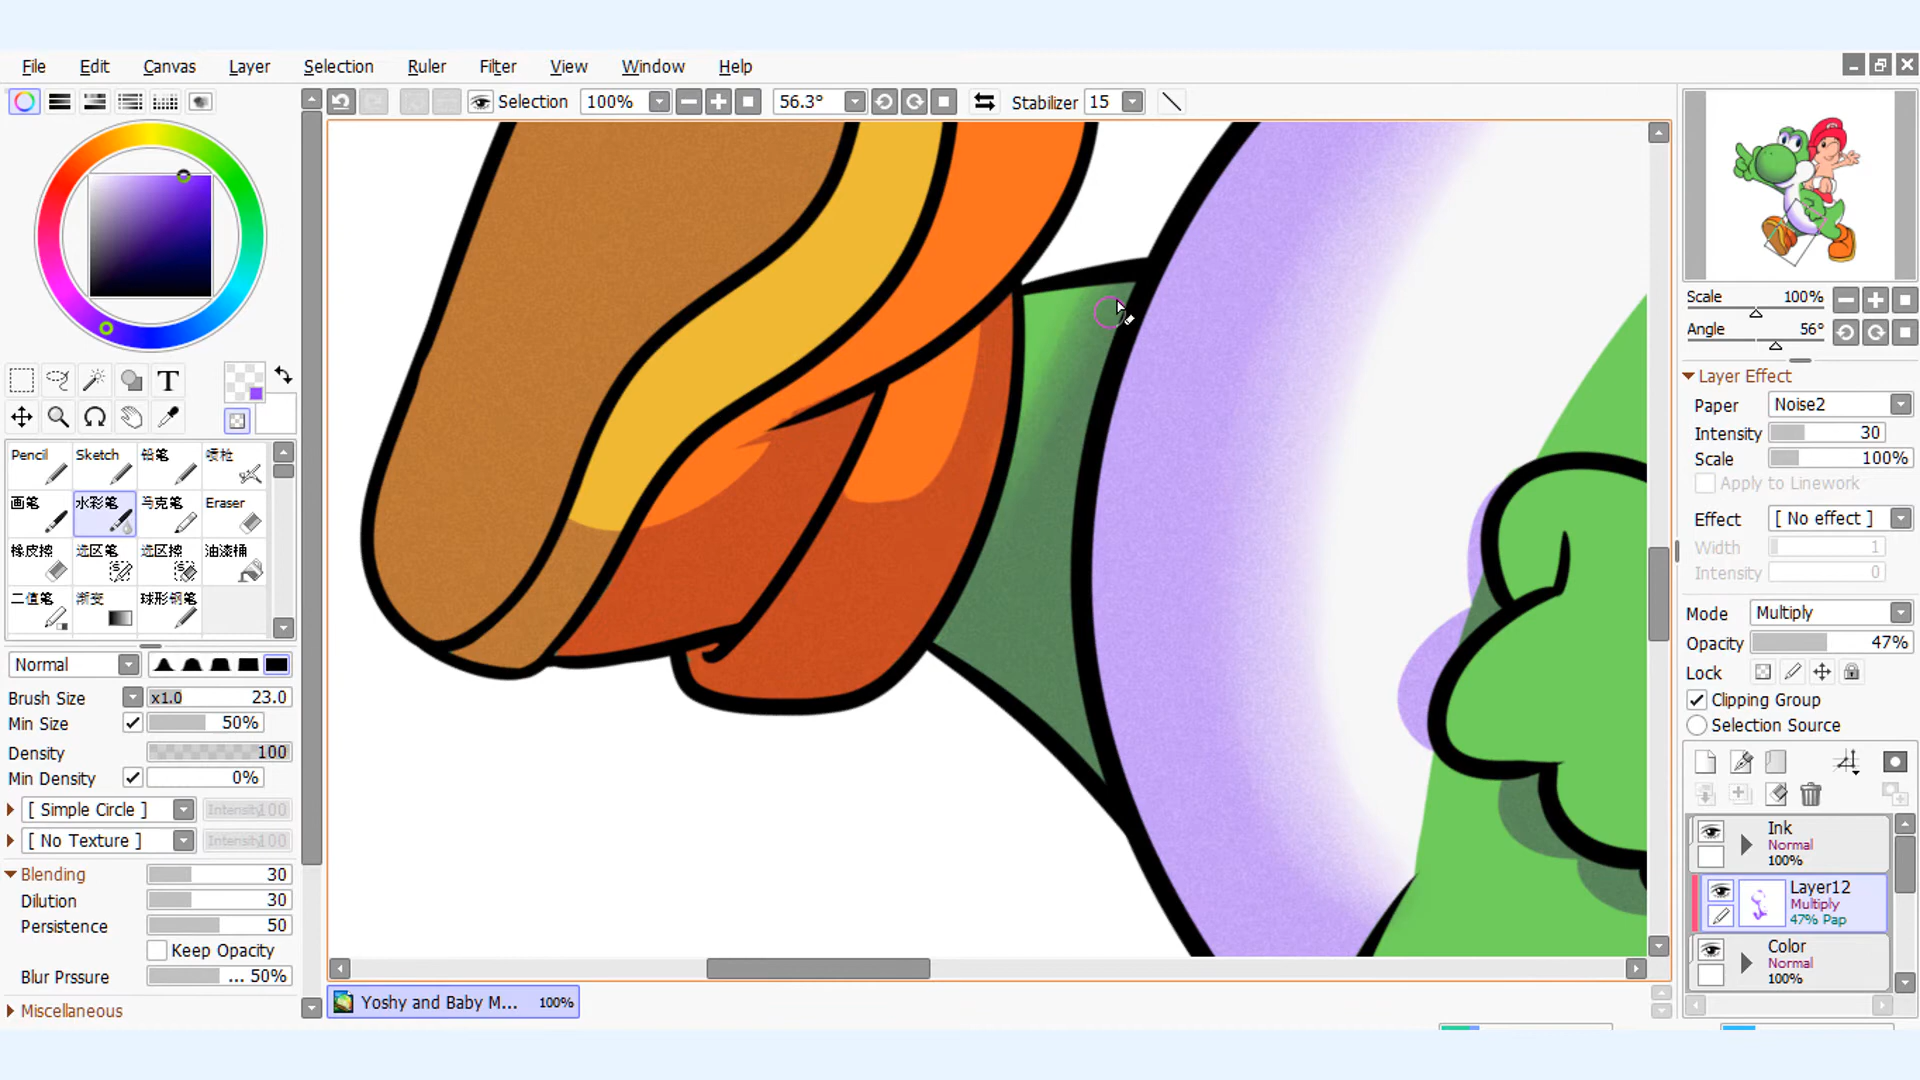 File Edit Canvas Layer Selection Ruler Filter View Window Help
Selection 100% 56.3° Stabilizer 15
T
Pencil Sketch 铅笔 喷枪
画笔 水彩笔 马克笔 Eraser
橡皮擦 选区笔 选区擦 油漆桶
二值笔 渐变 球形钢笔
Normal
Brush Size x1.0 23.0
Min Size 50%
Density 100
Min Density 0%
[ Simple Circle ] Intensity 100
[ No Texture ] Intensity 100
Blending 30
Dilution 30
Persistence 50
Keep Opacity
Blur Prssure ... 50%
Miscellaneous
Yoshy and Baby M... 100%
Scale 100%
Angle 56°
Layer Effect
Paper Noise2
Intensity 30
Scale 100%
Apply to Linework
Effect [ No effect ]
Width 1
Intensity 0
Mode Multiply
Opacity 47%
Lock
Clipping Group
Selection Source
Ink
Normal
100%
Layer12
Multiply
47% Pap
Color
Normal
100%